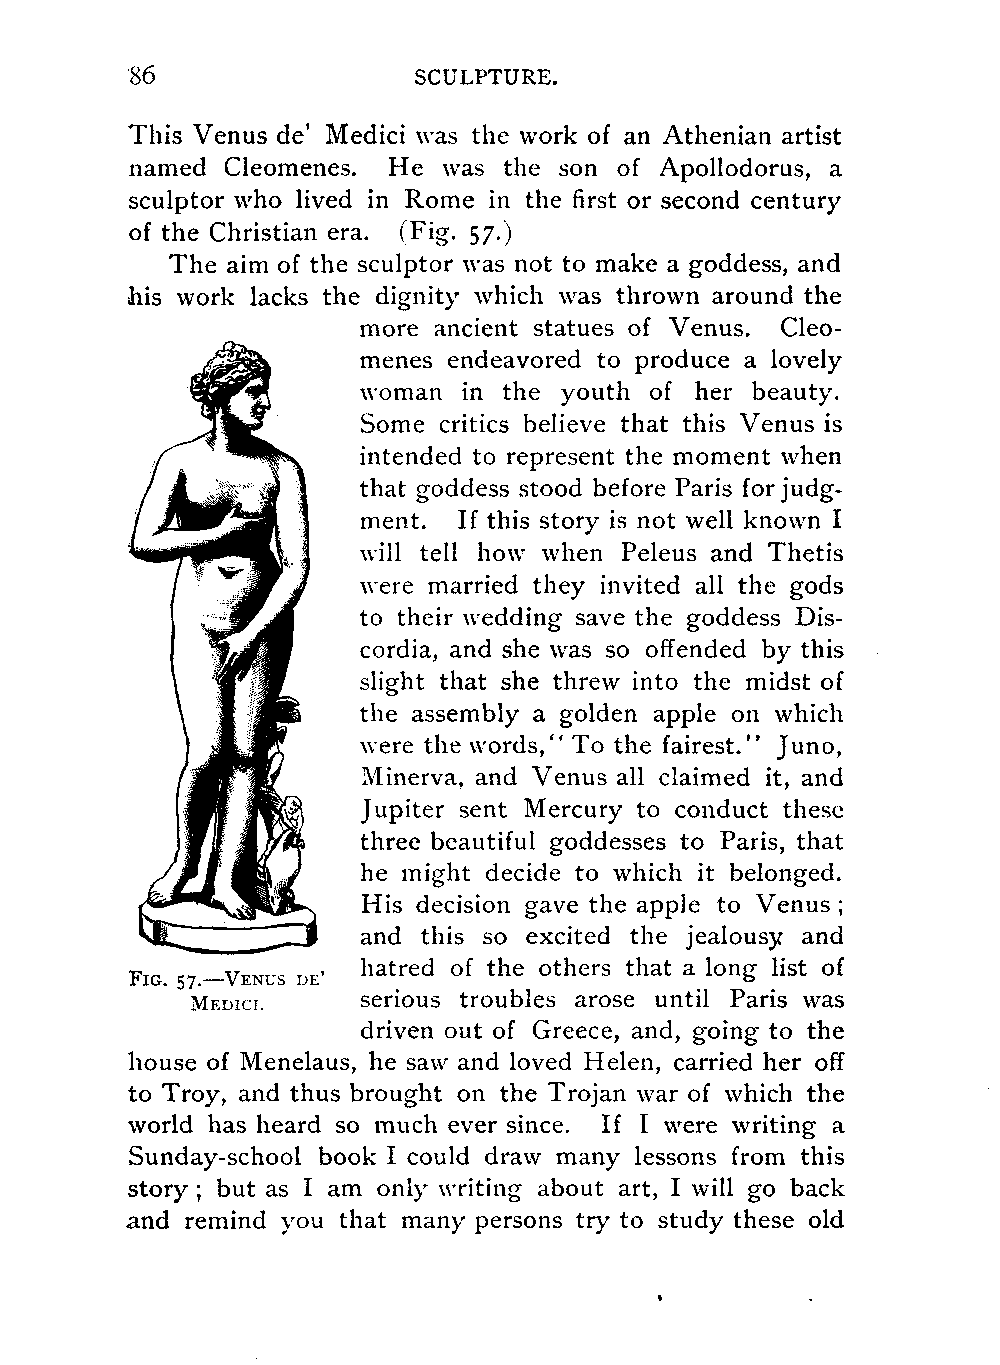 86 SCULPTURE.
This Venus de' Medici was the work of an Athenian artist
named Cleomenes. He was the son of Apollodorus, a
sculptor who lived in Rome in the first or second century
of the Christian era. (Fig. 57.)
The aim of the sculptor was not to make a goddess, and
his work lacks the dignity which was thrown around the
more ancient statues of Venus. Cleo-
menes endeavored to produce a lovely
woman in the youth of her beauty.
Some critics believe that this Venus is
intended to represent the moment when
that goddess stood before Paris for judg-
ment. If this story is not well known I
will tell how when Peleus and Thetis
were married they invited all the gods
to their wedding save the goddess Dis-
cordia, and she was so offended by this
slight that she threw into the midst of
the assembly a golden apple on which
were the words, "To the fairest." Juno,
Minerva, and Venus all claimed it, and
Jupiter sent Mercury to conduct these
three beautiful goddesses to Paris, that
he might decide to which it belonged.
His decision gave the apple to Venus;
and this so excited the jealousy and
hatred of the others that a long list of
serious troubles arose until Paris was
driven out of Greece, and, going to the
FIG. 57.—VENUS DE'
MEDICI.
house of Menelaus, he saw and loved Helen, carried her off
to Troy, and thus brought on the Trojan war of which the
world has heard so much ever since. If I were writing a
Sunday-school book I could draw many lessons from this
story; but as I am only writing about art, I will go back
and remind you that many persons try to study these old